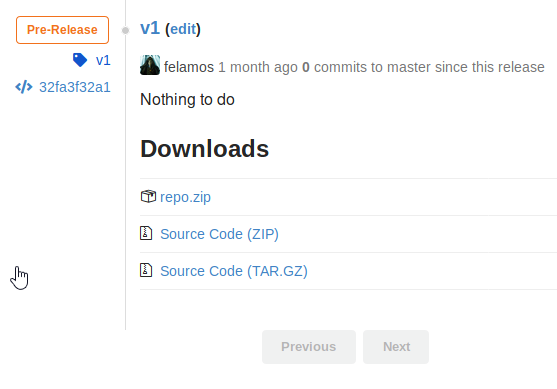 Pre-Release
v1
32fa3f32a1
v1 (edit)
felamos 1 month ago 0 commits to master since this release
Nothing to do
Downloads
repo.zip
Source Code (ZIP)
Source Code (TAR.GZ)
Previous Next